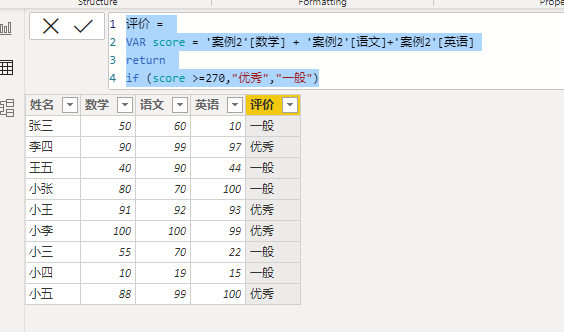 Structure Formatting
评价 =
1
2 VAR score = '案例2'[数学] + '案例2'[语文]+'案例2'[英语]
3 return
4 if (score >=270,"优秀","一般")
姓名 数学 语文 英语 评价
张三 50 60 10 一般
李四 90 99 97 优秀
王五 40 90 44 一般
小张 80 70 100 一般
小王 91 92 93 优秀
小李 100 100 99 优秀
小三 55 70 22 一般
小四 10 19 15 一般
小五 88 99 100 优秀